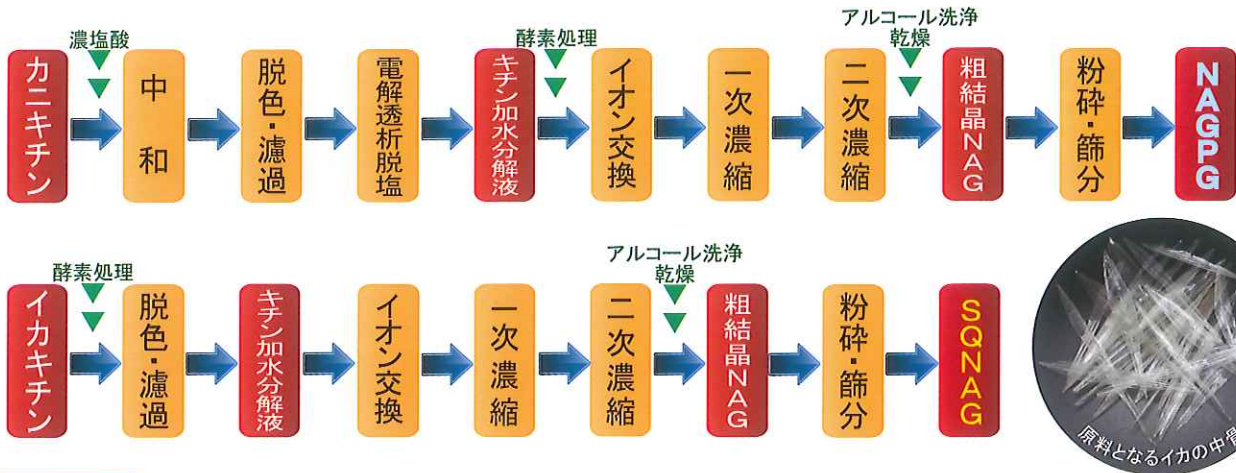 濃塩酸
酵素処理
アルコール洗浄
乾燥
カニキチン
中和
脱色・濾過
電解透析脱塩
キチン加水分解液
イオン交換
一次濃縮
二次濃縮
粗結晶NAG
粉砕・篩分
NAGPG
酵素処理
アルコール洗浄
乾燥
イカキチン
脱色・濾過
キチン加水分解液
イオン交換
一次濃縮
二次濃縮
粗結晶NAG
粉砕・篩分
SQNAG
原料となるイカの中骨